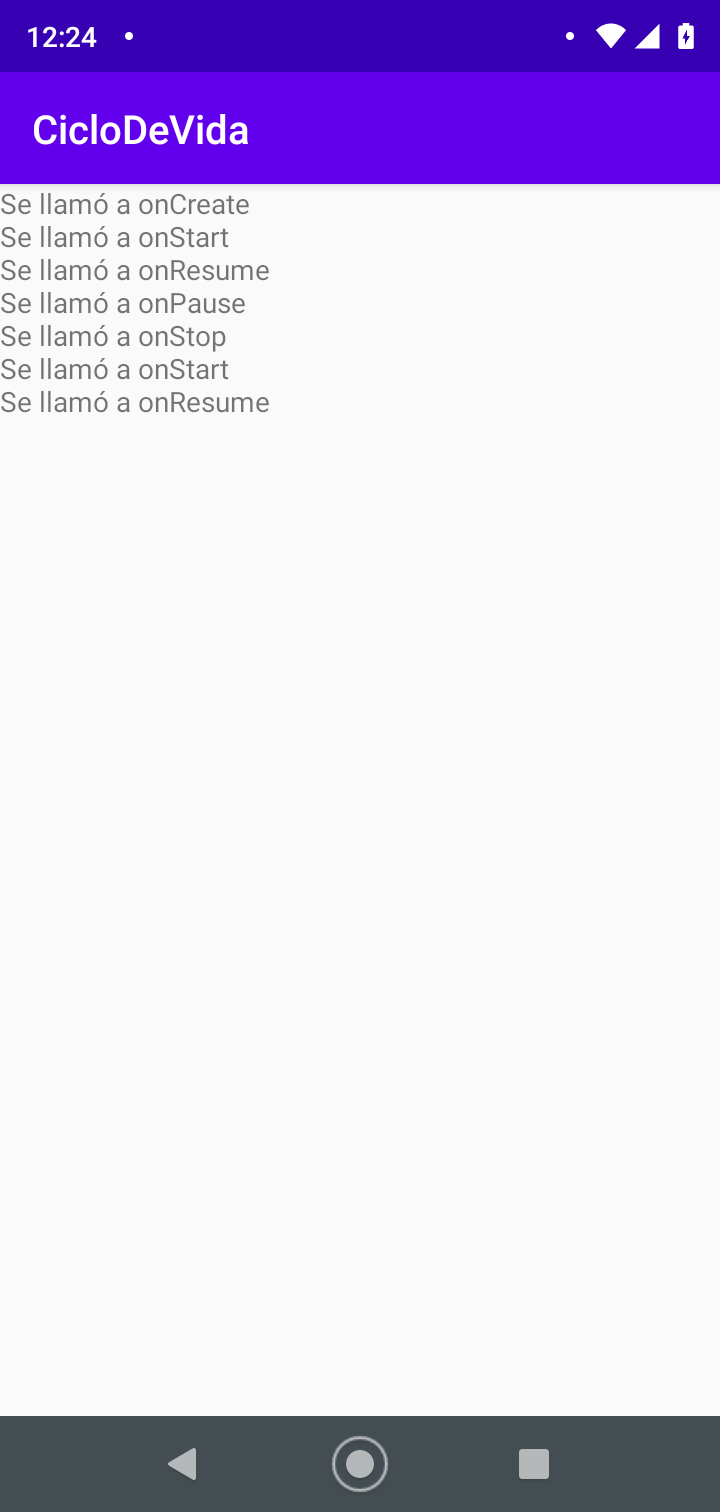 12:24
CicloDeVida
Se llamó a onCreate
Se llamó a onStart
Se llamó a onResume
Se llamó a onPause
Se llamó a onStop
Se llamó a onStart
Se llamó a onResume